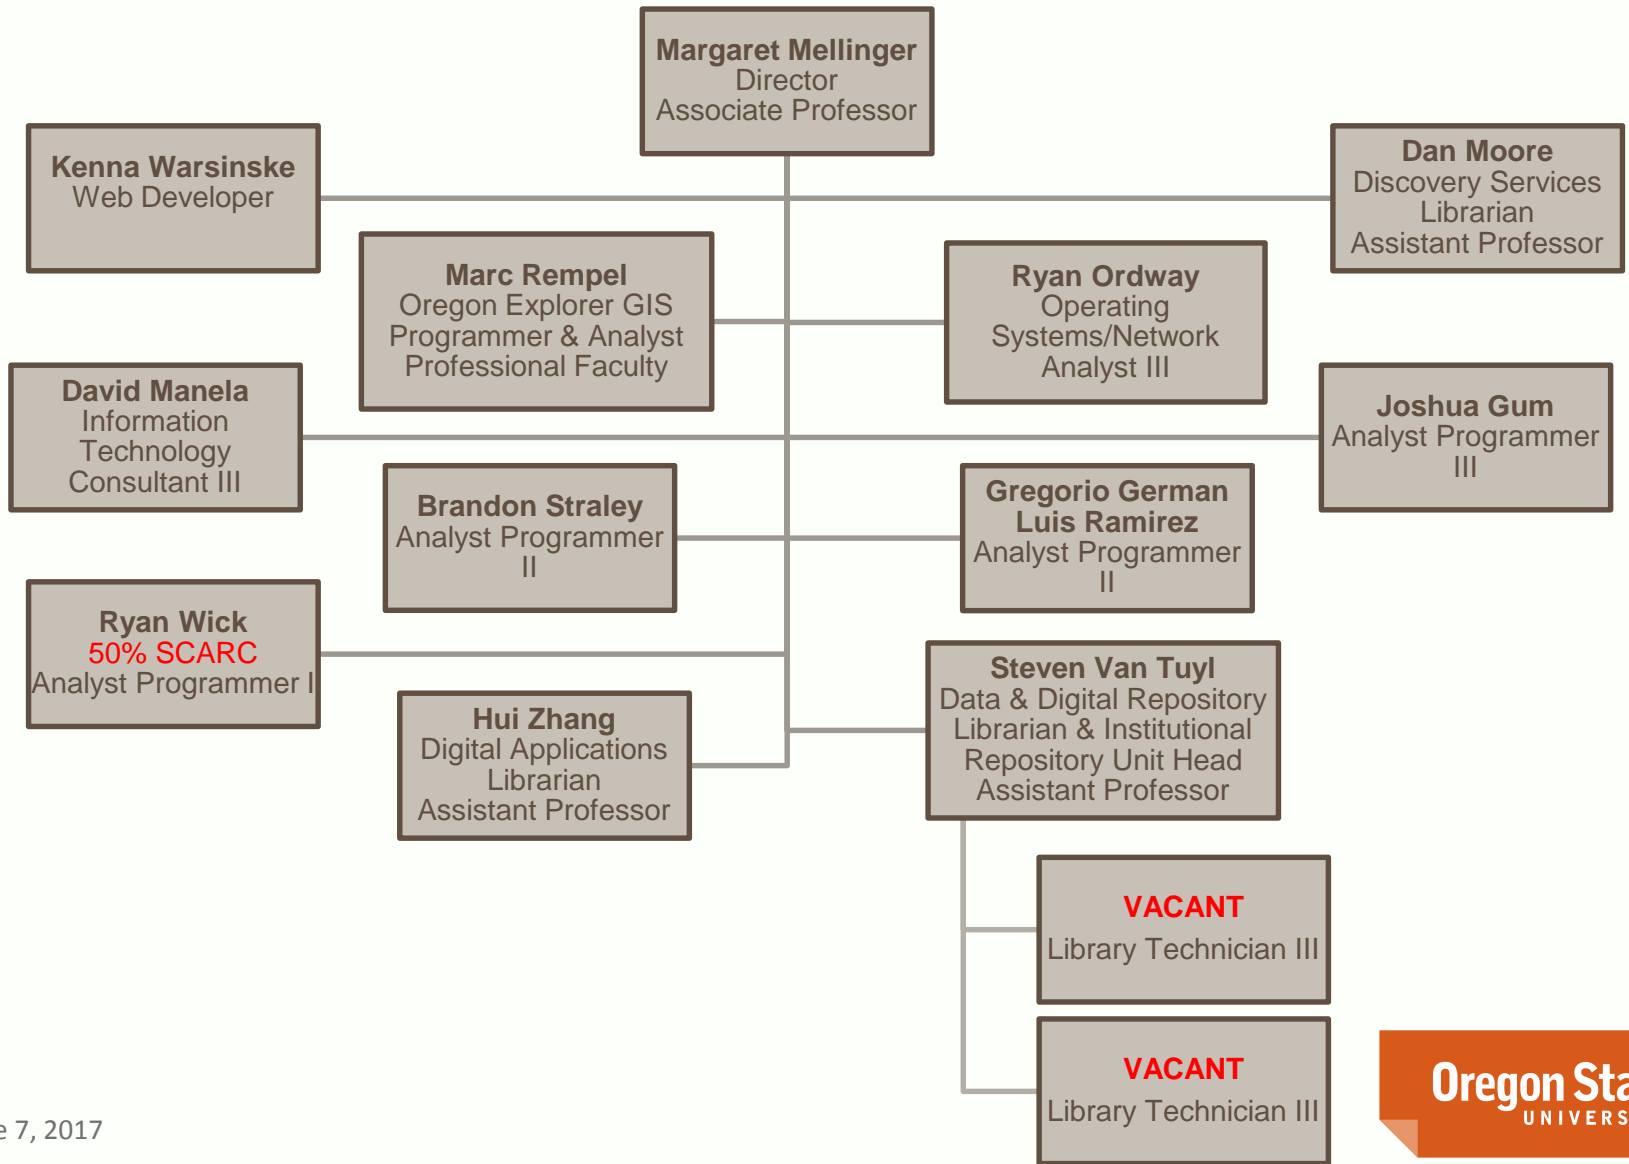 Margaret Mellinger
Director
Associate Professor
Kenna Warsinske
Web Developer
Dan Moore
Discovery Services
Librarian
Assistant Professor
Marc Rempel
Oregon Explorer GIS
Programmer & Analyst
Professional Faculty
Ryan Ordway
Operating
Systems/Network
Analyst III
David Manela
Information
Technology
Consultant III
Joshua Gum
Analyst Programmer
III
Brandon Straley
Analyst Programmer
II
Gregorio German
Luis Ramirez
Analyst Programmer
II
Ryan Wick
50% SCARC
Analyst Programmer I
Hui Zhang
Digital Applications
Librarian
Assistant Professor
Steven Van Tuyl
Data & Digital Repository
Librarian & Institutional
Repository Unit Head
Assistant Professor
VACANT
Library Technician III
VACANT
Library Technician III
e 7, 2017
Oregon Sta
UNIVERS